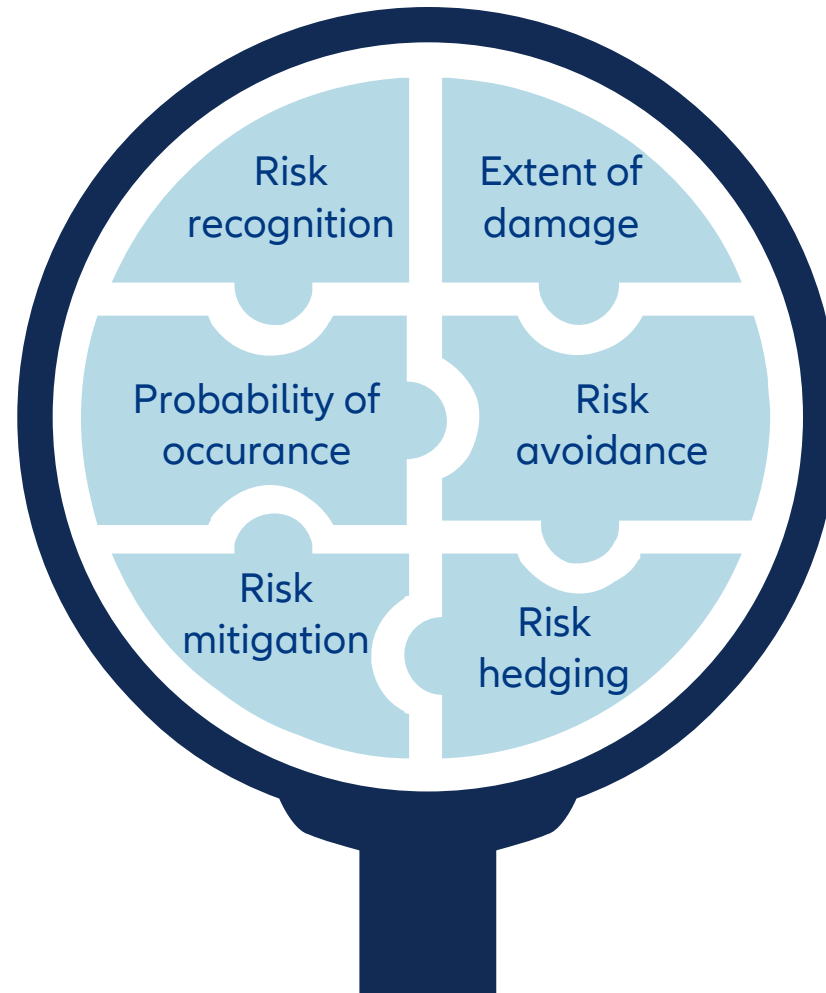 Risk
recognition
Extent of
damage
Probability of
occurance
Risk
avoidance
Risk
mitigation
Risk
hedging